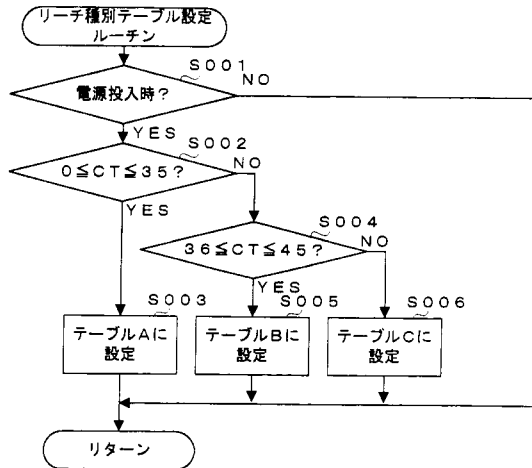 リーチ種別テーブル設定
ルーチン
S001
電源投入時?
NO
YES
S002
0≦CT≦35?
NO
YES
S004
36≦CT≦45?
NO
YES
S003
S005
S006
テーブルAに
設定
テーブルBに
設定
テーブルCに
設定
リターン